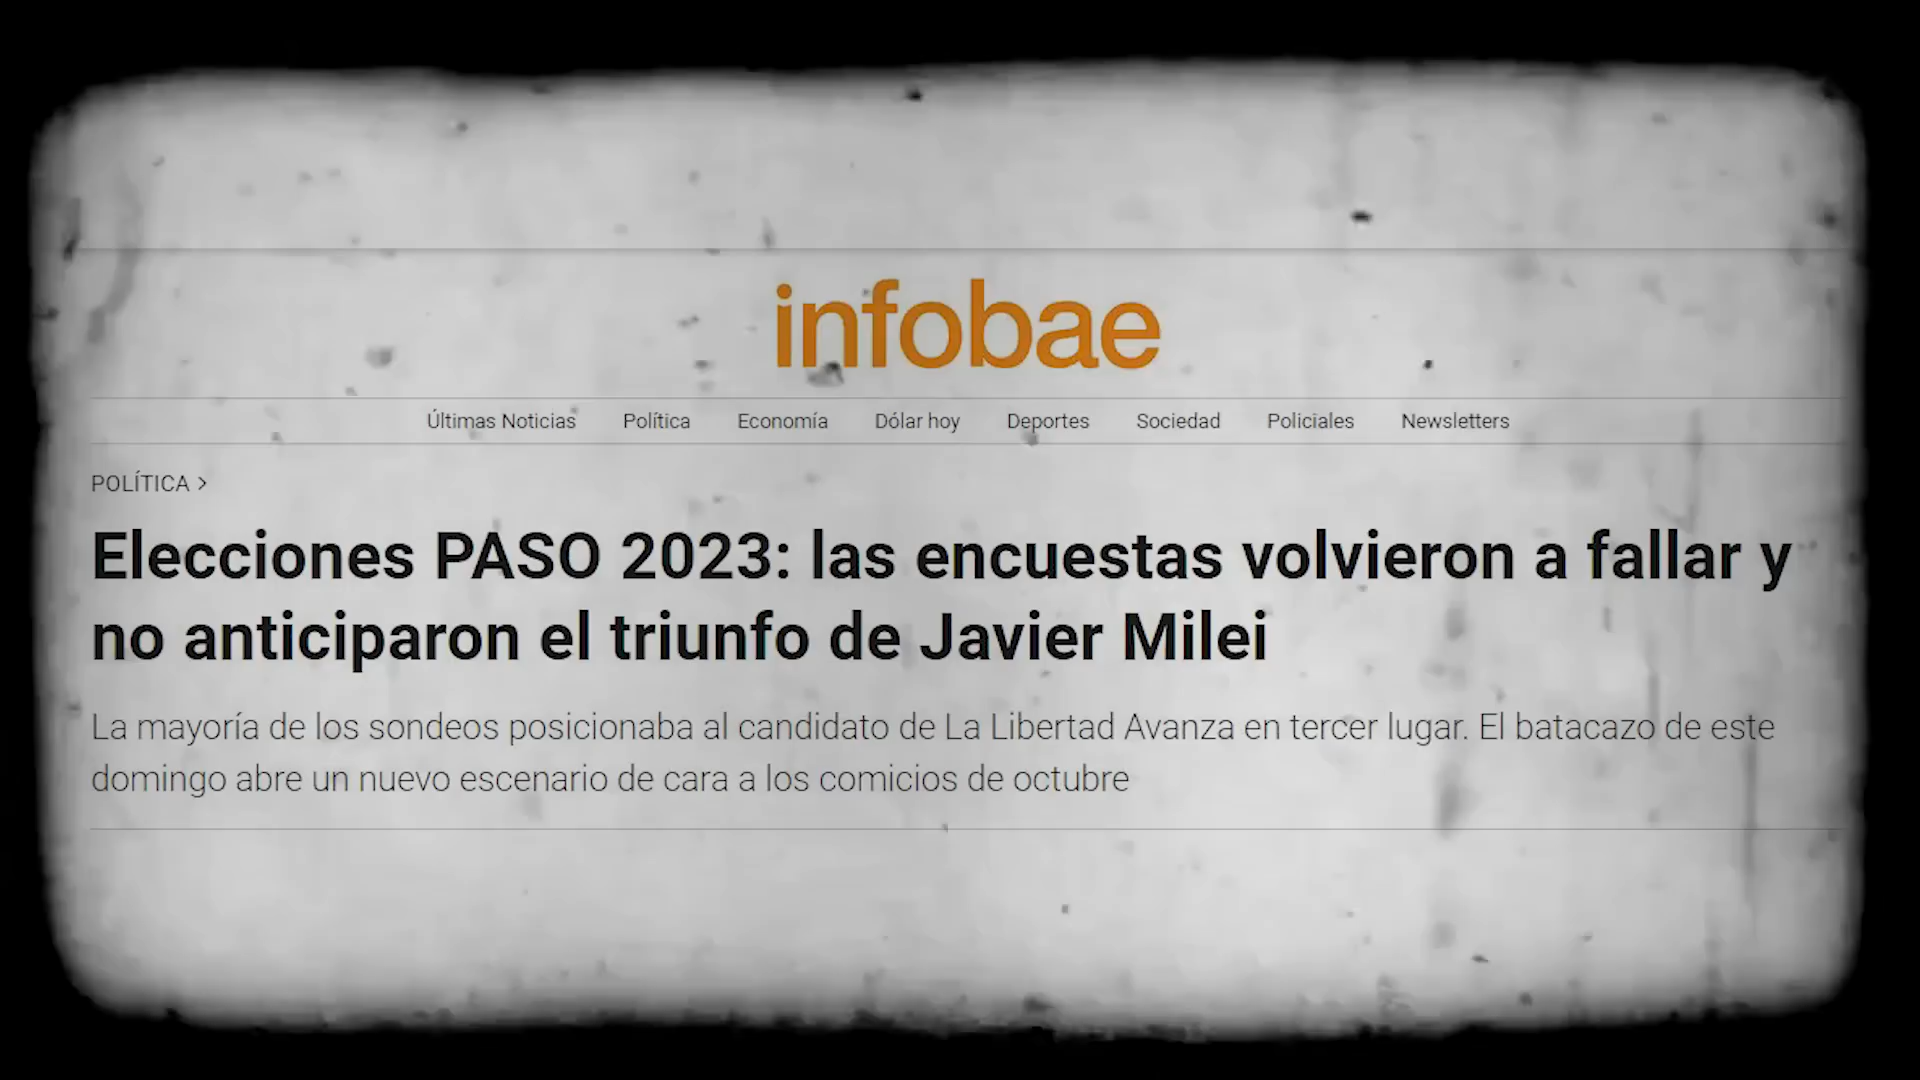 infobae
Últimas Noticias Política Economía Dólar hoy Deportes Sociedad Policiales Newsletters
POLÍTICA >
Elecciones PASO 2023: las encuestas volvieron a fallar y
no anticiparon el triunfo de Javier Milei
La mayoría de los sondeos posicionaba al candidato de La Libertad Avanza en tercer lugar. El batacazo de este
domingo abre un nuevo escenario de cara a los comicios de octubre